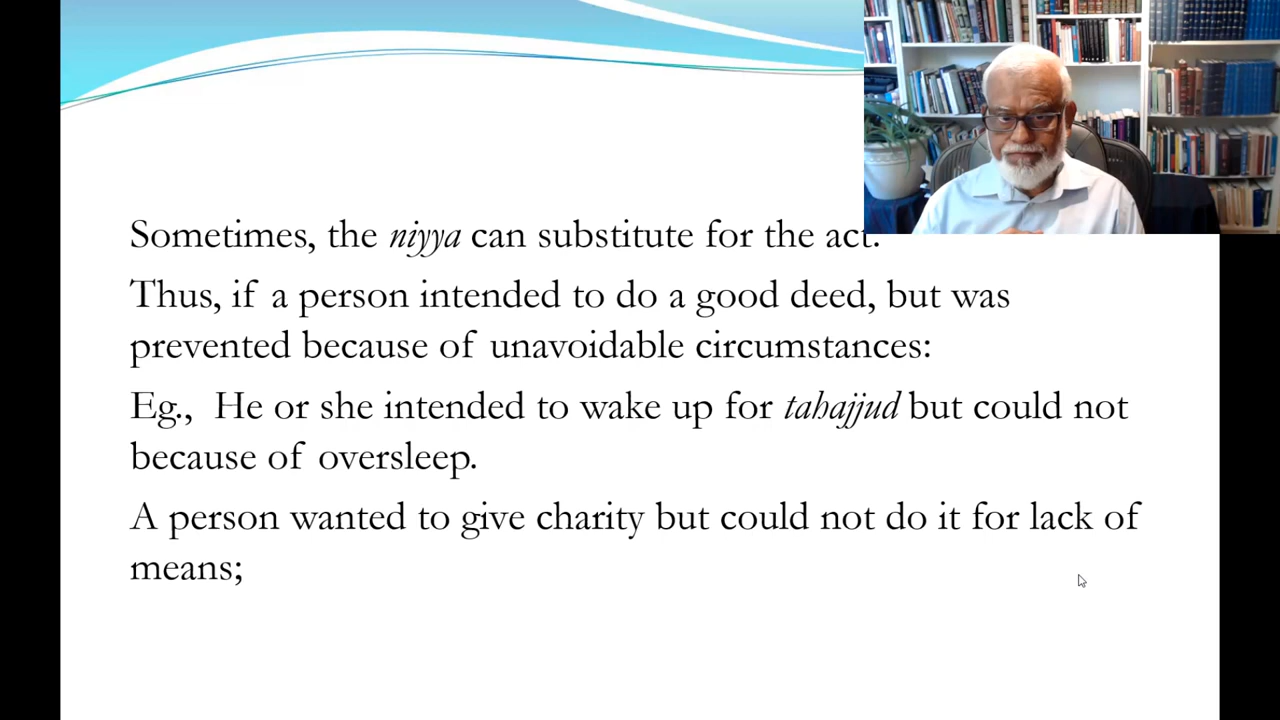 Sometimes, the niyya can substitute for the act.
Thus, if a person intended to do a good deed, but was
prevented because of unavoidable circumstances:
Eg., He or she intended to wake up for tahajjud but could not
because of oversleep.
A person wanted to give charity but could not do it for lack of
means;